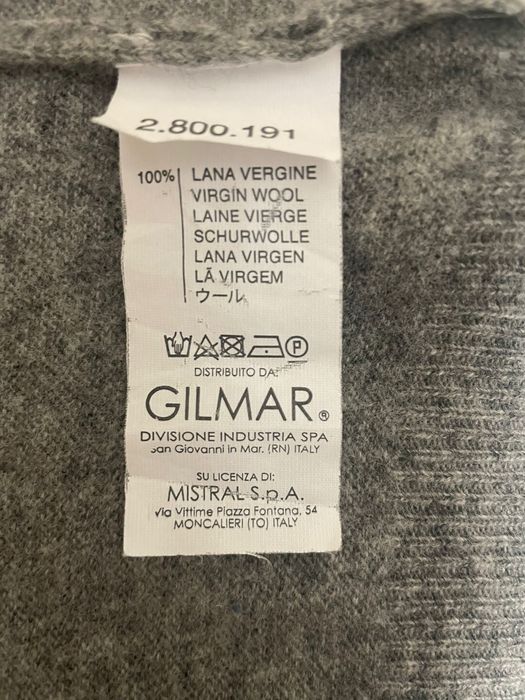 2.800.191
100% LANA VERGINE
VIRGIN WOOL
LAINE VIERGE
SCHURWOLLE
LANA VIRGEN
LÃ VIRGEM
ウール
P
DISTRIBUITO DA:
GILMAR®
DIVISIONE INDUSTRIA SPA
San Giovanni in Mar. (RN) ITALY
SU LICENZA DI:
MISTRAL S.p.A.
Via Vittime Piazza Fontana, 54
MONCALIERI (TO) ITALY